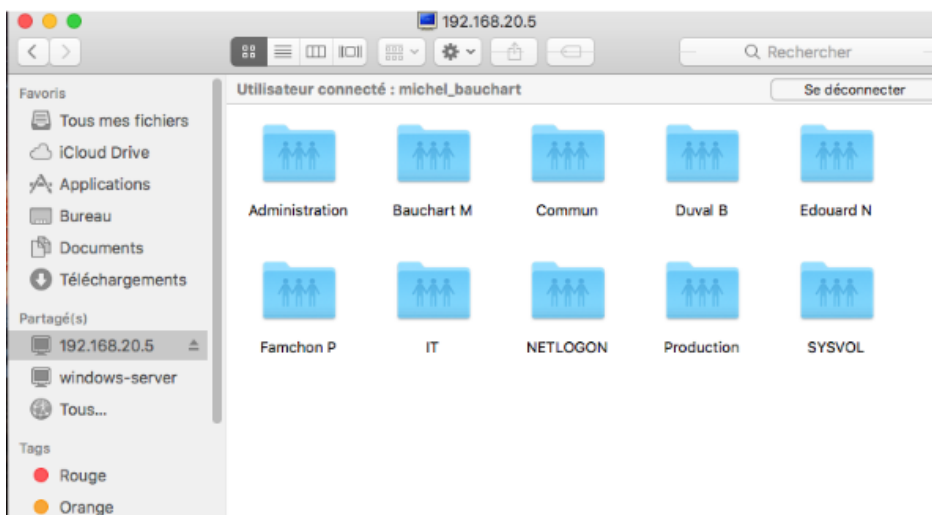 192.168.20.5
Rechercher
Favoris
Tous mes fichiers
iCloud Drive
Applications
Bureau
Documents
Téléchargements
Partagé(s)
192.168.20.5
windows-server
Tous...
Tags
Rouge
Orange
Utilisateur connecté : michel_bauchart
Se déconnecter
Administration
Bauchart M
Commun
Duval B
Edouard N
Famchon P
IT
NETLOGON
Production
SYSVOL